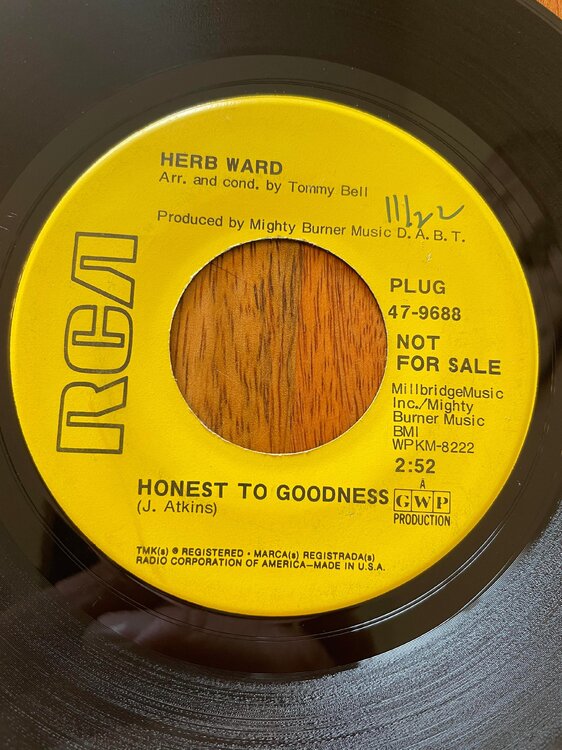 HERB WARD
Arr. and cond. by Tommy Bell
11/22
Produced by Mighty Burner Music D.A.B.T.
RCA
PLUG
47-9688
NOT
FOR SALE
MillbridgeMusic
Inc./Mighty
Burner Music
BMI
WPKM-8222
2:52
HONEST TO GOODNESS
(J. Atkins)
A
GWP
PRODUCTION
TMK(s) ® REGISTERED • MARCA(s) REGISTRADA(s)
RADIO CORPORATION OF AMERICA—MADE IN U.S.A.